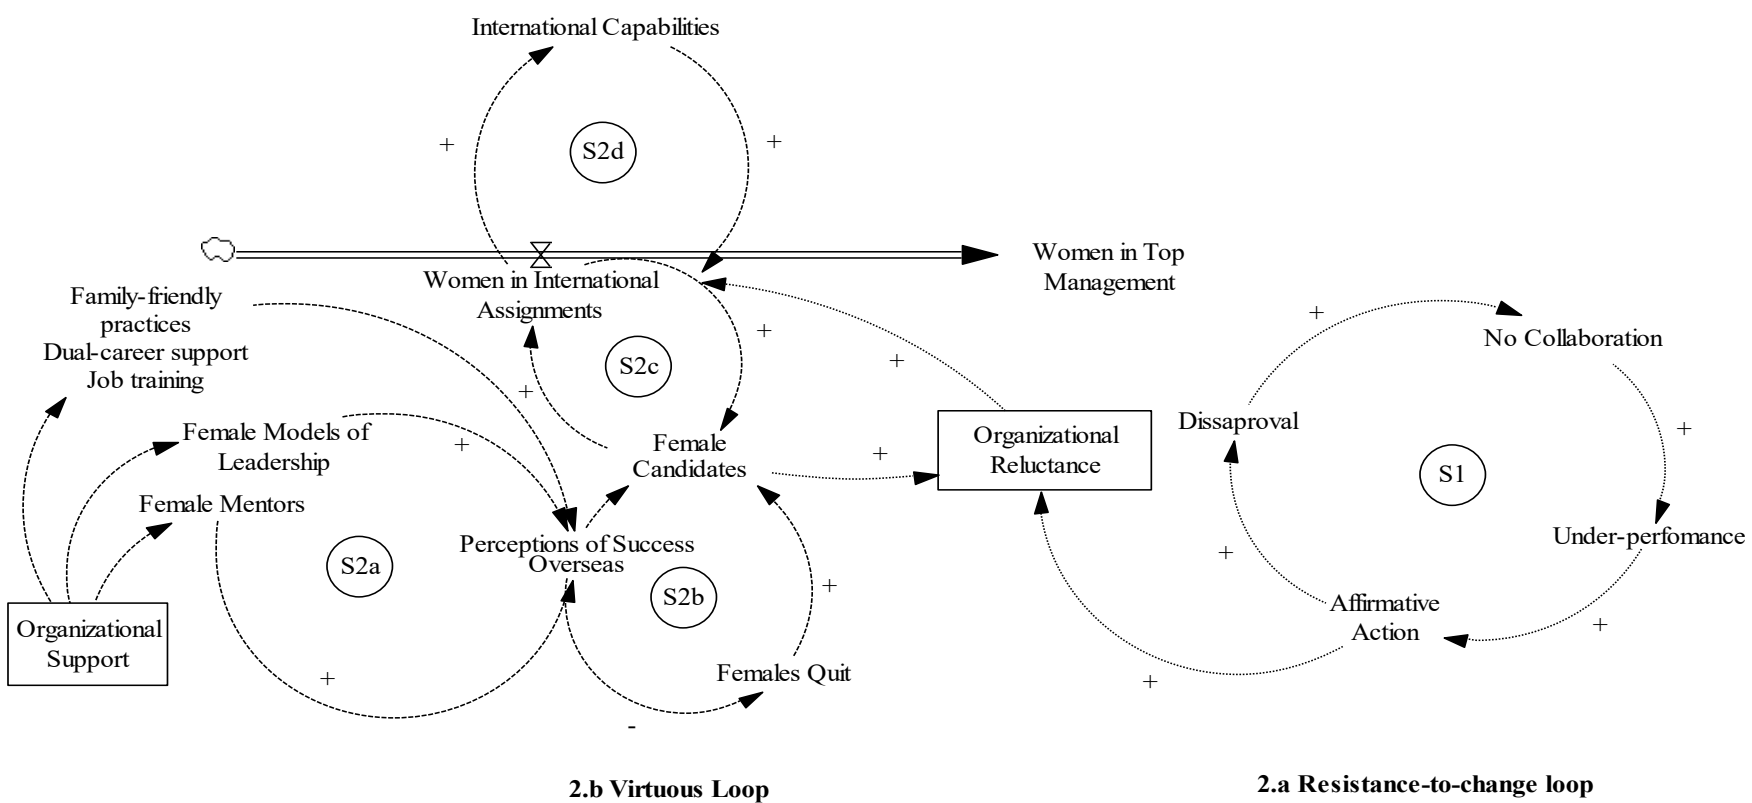 International Capabilities
+
+
S2d
Women in Top
Management
Women in International
Assignments
Family-friendly
practices
Dual-career support
Job training
+
+
+
S2c
+
No Collaboration
Dissaproval
+
Female Models of
Leadership
+
Female
Candidates
+
Organizational
Reluctance
S1
Female Mentors
Perceptions of Success
Overseas
S2a
S2b
+
+
Under-perfomance
Affirmative
Action
+
Organizational
Support
Females Quit
+
+
-
2.b Virtuous Loop
2.a Resistance-to-change loop